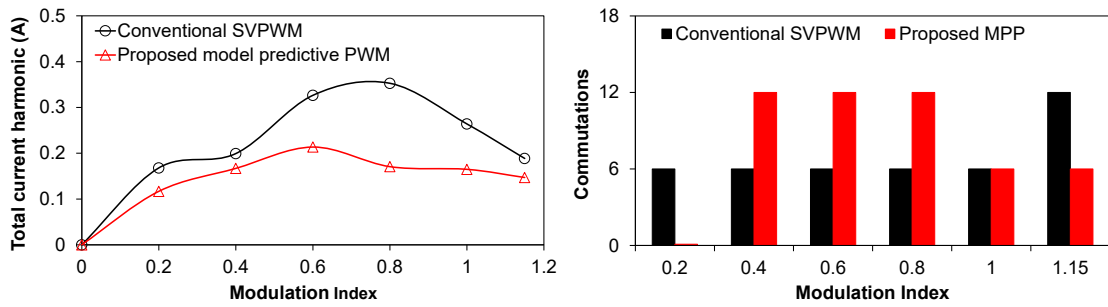 Total current harmonic (A)
0.5
0.4
0.3
0.2
0.1
0
Conventional SVPWM
Proposed model predictive PWM
0 0.2 0.4 0.6 0.8 1 1.2
Modulation Index
Commutations
18
12
6
0
Conventional SVPWM Proposed MPP
0.2 0.4 0.6 0.8 1 1.15
Modulation Index